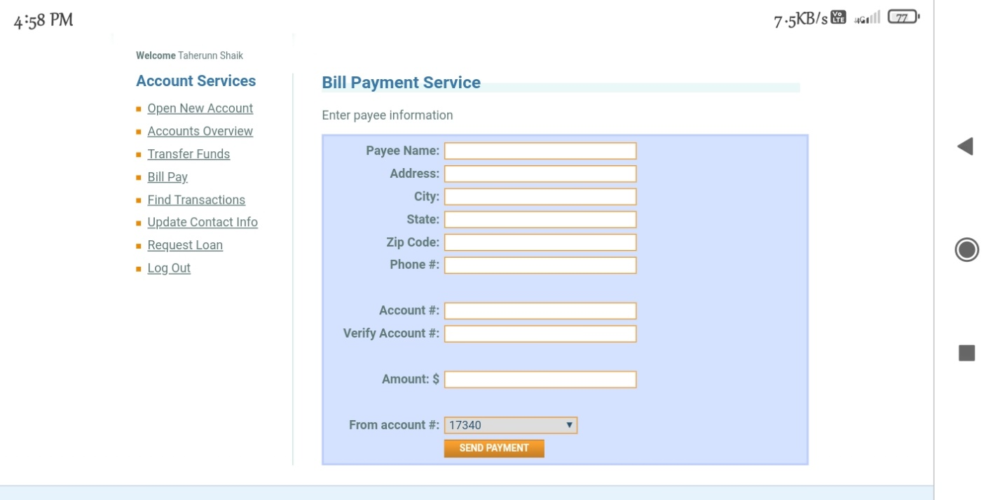 4:58 PM
7.5KB/s Vo LTE 4G 77
Welcome Taherunn Shaik
Account Services
Open New Account
Accounts Overview
Transfer Funds
Bill Pay
Find Transactions
Update Contact Info
Request Loan
Log Out
Bill Payment Service
Enter payee information
Payee Name:
Address:
City:
State:
Zip Code:
Phone #:
Account #:
Verify Account #:
Amount: $
From account #: 17340
SEND PAYMENT